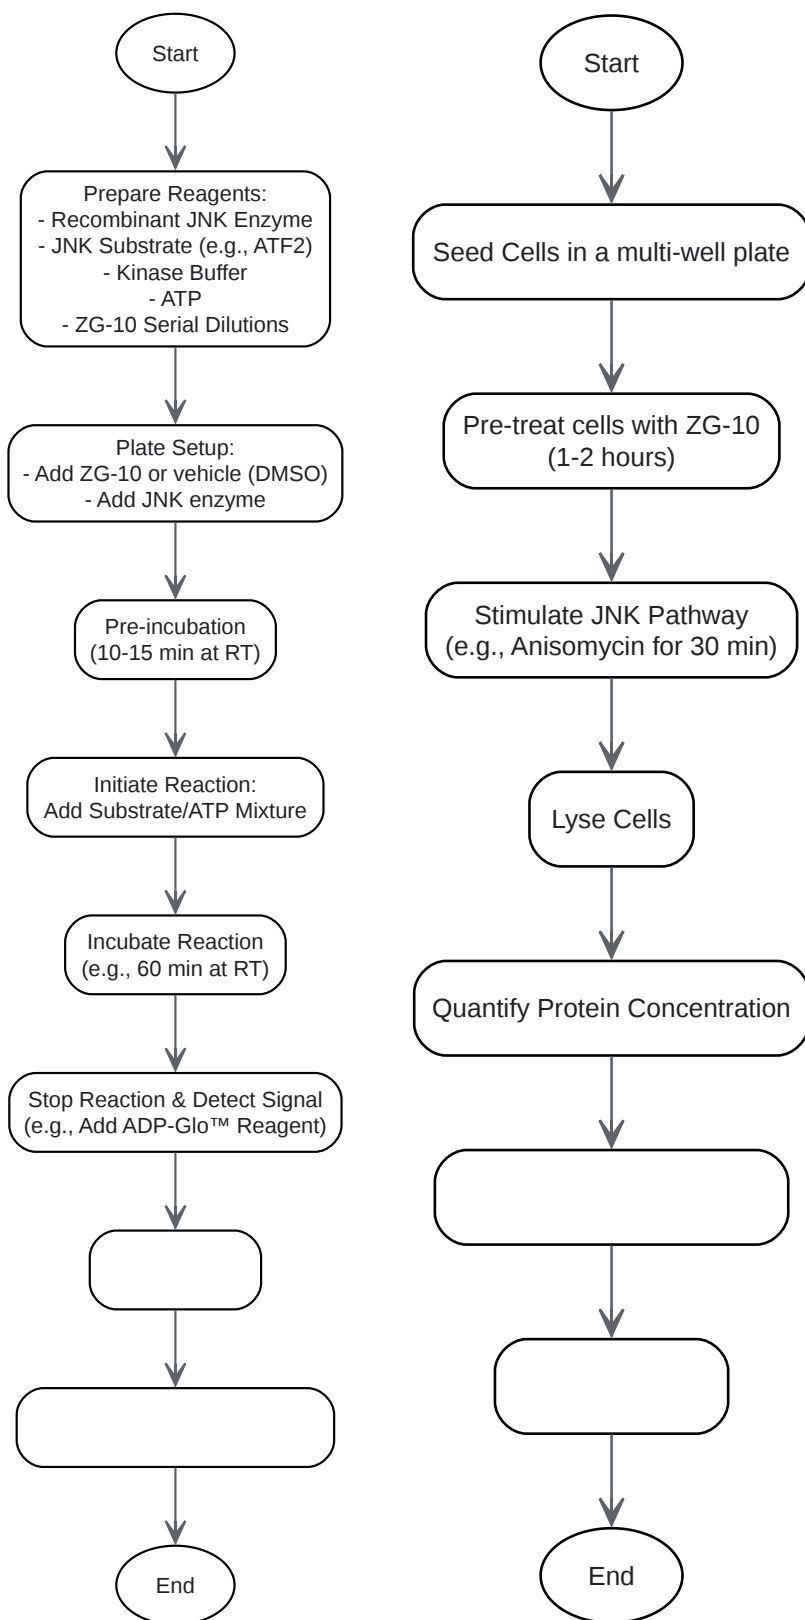 Start
Prepare Reagents:
- Recombinant JNK Enzyme
- JNK Substrate (e.g., ATF2)
- Kinase Buffer
- ATP
- ZG-10 Serial Dilutions
Plate Setup:
- Add ZG-10 or vehicle (DMSO)
- Add JNK enzyme
Pre-incubation
(10-15 min at RT)
Initiate Reaction:
Add Substrate/ATP Mixture
Incubate Reaction
(e.g., 60 min at RT)
Stop Reaction & Detect Signal
(e.g., Add ADP-Glo™ Reagent)
End
Start
Seed Cells in a multi-well plate
Pre-treat cells with ZG-10
(1-2 hours)
Stimulate JNK Pathway
(e.g., Anisomycin for 30 min)
Lyse Cells
Quantify Protein Concentration
End